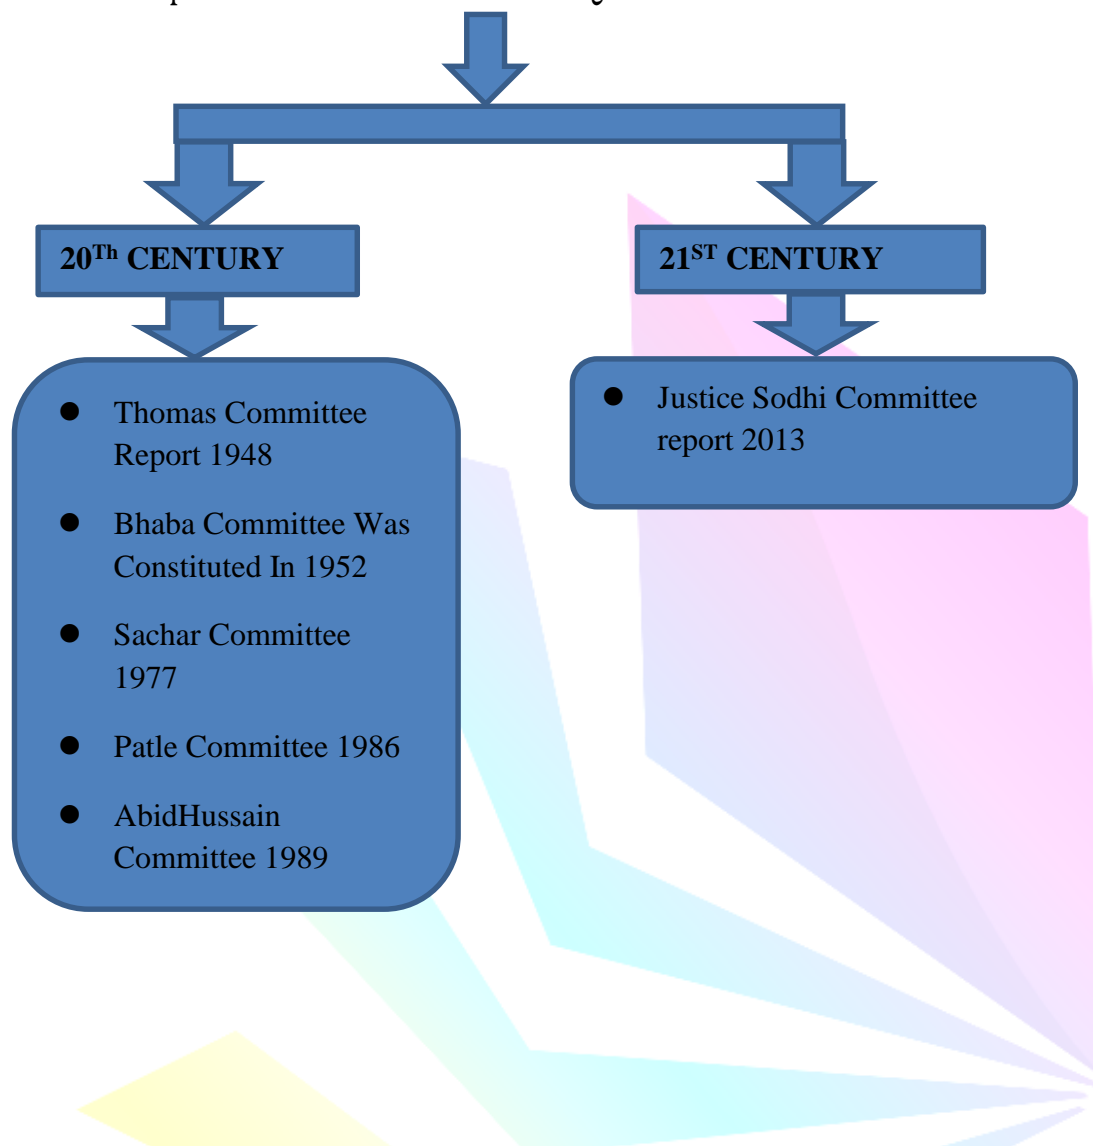 20Th CENTURY
21ST CENTURY
● Thomas Committee
Report 1948
● Bhaba Committee Was
Constituted In 1952
● Sachar Committee
1977
● Patle Committee 1986
● AbidHussain
Committee 1989
● Justice Sodhi Committee
report 2013